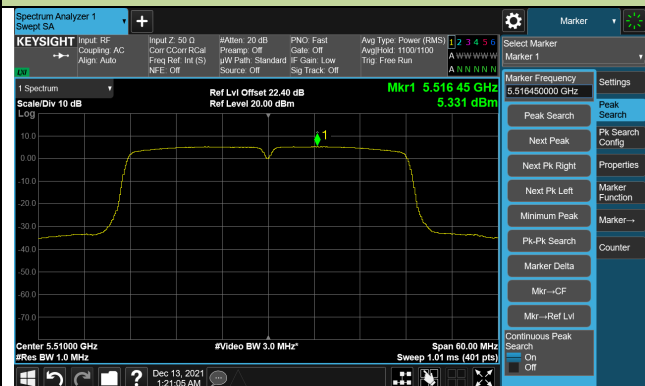 Spectrum Analyzer 1
Swept SA
Marker
KEYSIGHT
Input: RF
Coupling: AC
Align: Auto
Input Z: 50 Ω
Corr CCorr RCal
Freq Ref: Int (S)
NFE: Off
#Atten: 20 dB
Preamp: Off
µW Path: Standard
Source: Off
PNO: Fast
Gate: Off
IF Gain: Low
Sig Track: Off
Avg Type: Power (RMS)
Avg|Hold: 1100/1100
Trig: Free Run
1 2 3 4 5 6
A W W W W W
A N N N N N
LXI
Select Marker
Marker 1
1 Spectrum
Scale/Div 10 dB
Log
Ref Lvl Offset 22.40 dB
Ref Level 20.00 dBm
Mkr1 5.516 45 GHz
5.331 dBm
10.0
0.00
-10.0
-20.0
-30.0
-40.0
-50.0
-60.0
-70.0
1
Center 5.51000 GHz
#Res BW 1.0 MHz
#Video BW 3.0 MHz*
Span 60.00 MHz
Sweep 1.01 ms (401 pts)
Marker Frequency
5.516450000 GHz
Peak Search
Next Peak
Next Pk Right
Next Pk Left
Minimum Peak
Pk-Pk Search
Marker Delta
Mkr→CF
Mkr→Ref Lvl
Continuous Peak
Search
On
Off
Settings
Peak
Search
Pk Search
Config
Properties
Marker
Function
Marker→
Counter
?
Dec 13, 2021
1:21:05 AM